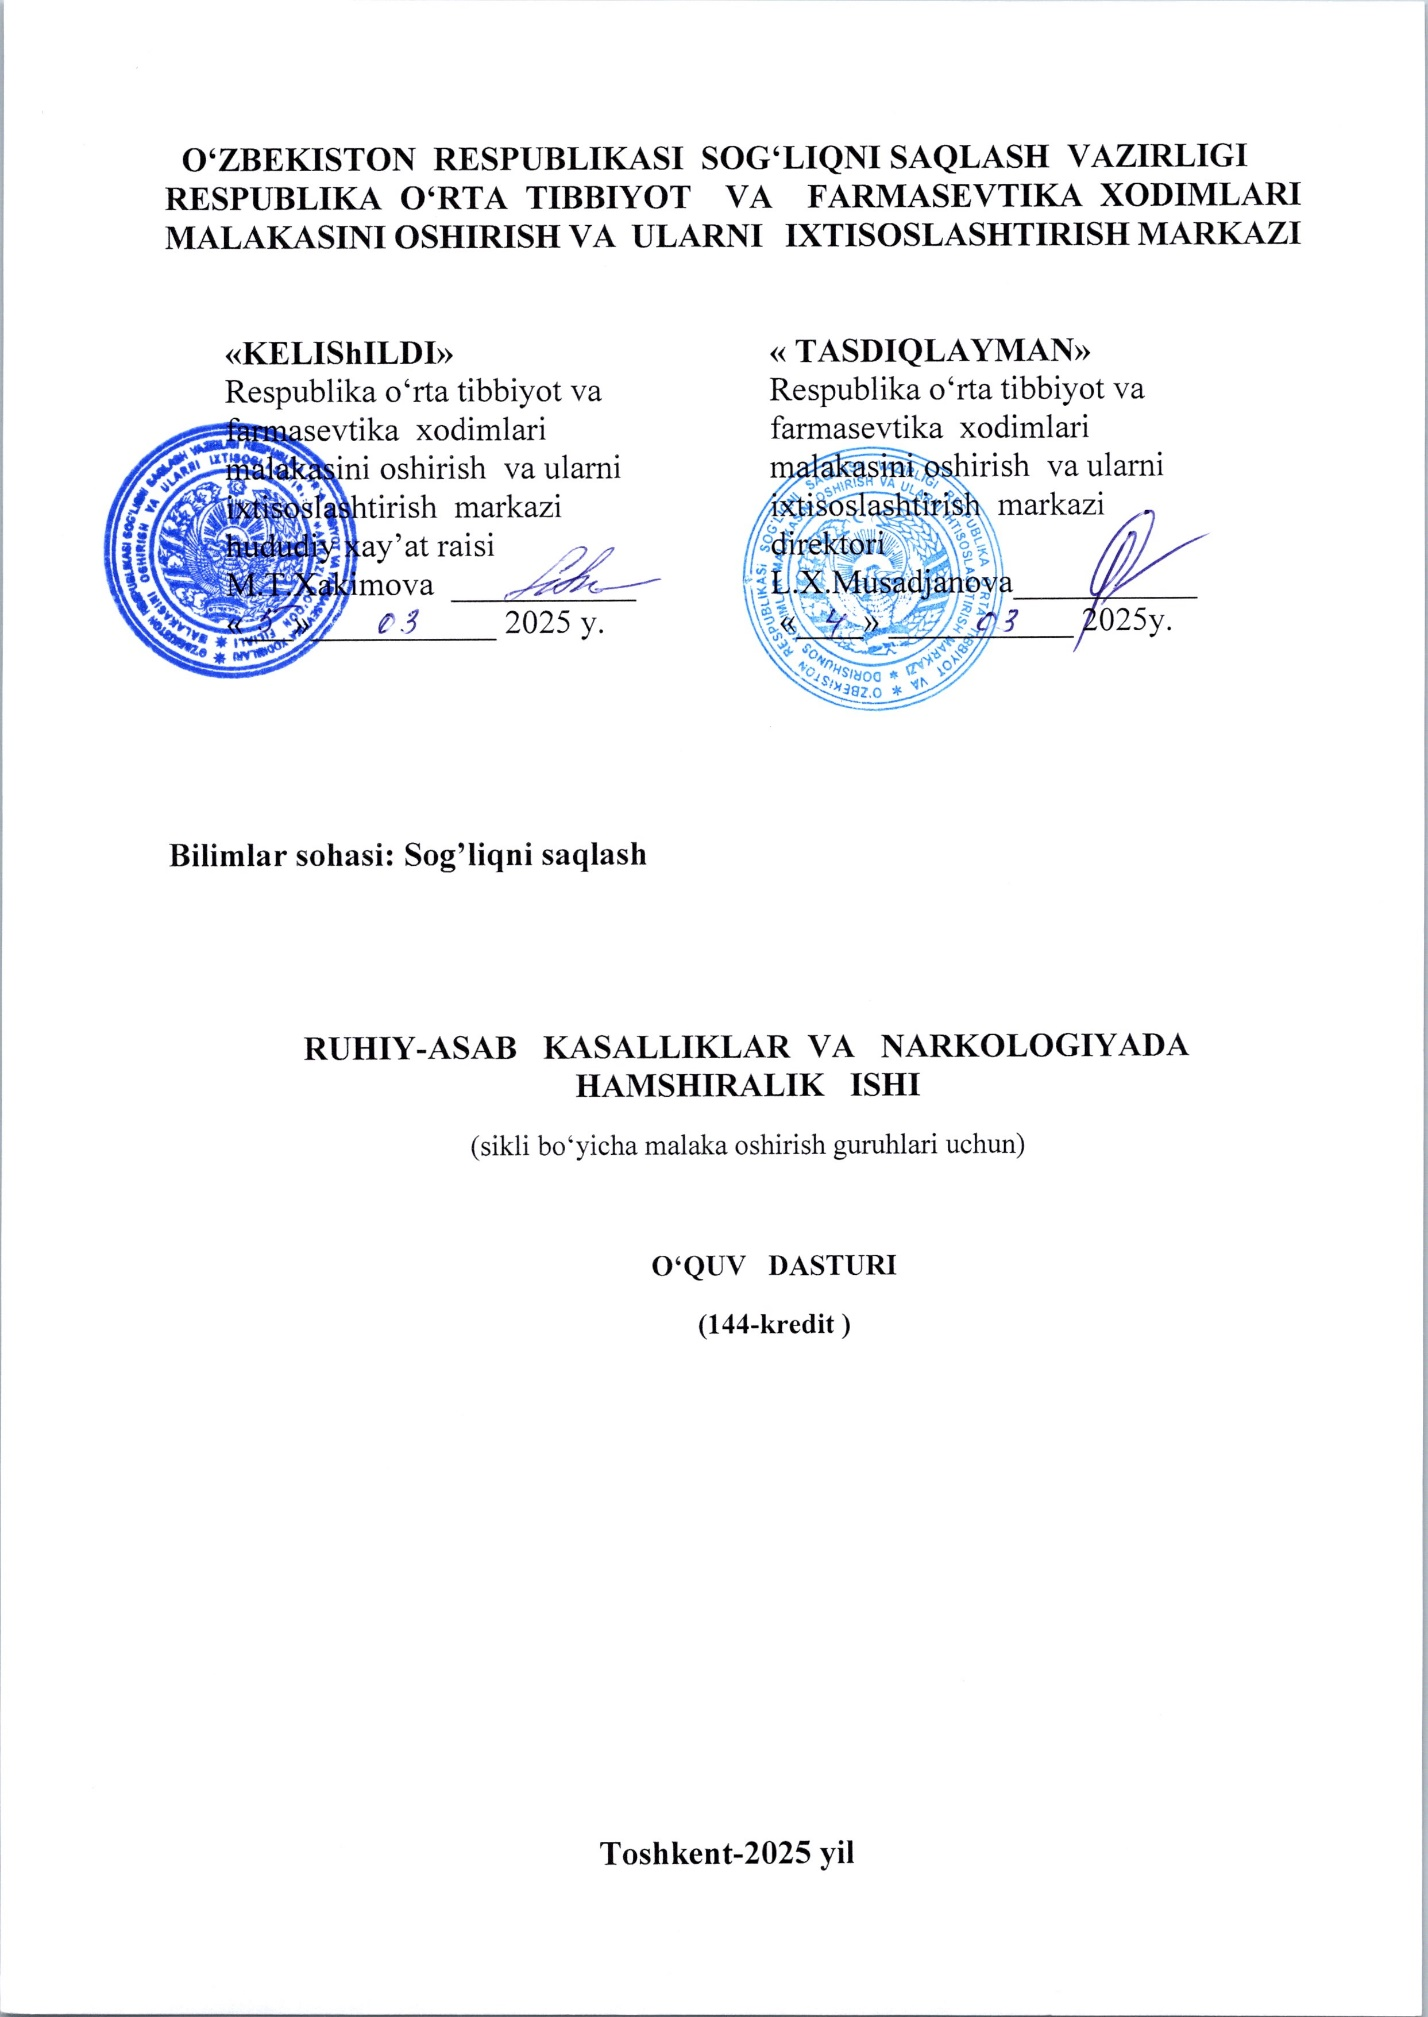 O‘ZBEKISTON RESPUBLIKASI SOG‘LIQNI SAQLASH VAZIRLIGI
RESPUBLIKA O‘RTA TIBBIYOT VA FARMASEVTIKA XODIMLARI
MALAKASINI OSHIRISH VA ULARNI IXTISOSLASHTIRISH MARKAZI
«KELIShILDI»
Respublika o‘rta tibbiyot va
farmasevtika xodimlari
malakasini oshirish va ularni
ixtisoslashtirish markazi
hududiy xay’at raisi
M.T.Xakimova ___________
« 3 » 03 2025 y.
« TASDIQLAYMAN»
Respublika o‘rta tibbiyot va
farmasevtika xodimlari
malakasini oshirish va ularni
ixtisoslashtirish markazi
direktori
L.X.Musadjanova___________
« 4 » 03 2025y.
Bilimlar sohasi: Sog’liqni saqlash
RUHIY-ASAB KASALLIKLAR VA NARKOLOGIYADA
HAMSHIRALIK ISHI
(sikli bo‘yicha malaka oshirish guruhlari uchun)
O‘QUV DASTURI
(144-kredit )
Toshkent-2025 yil